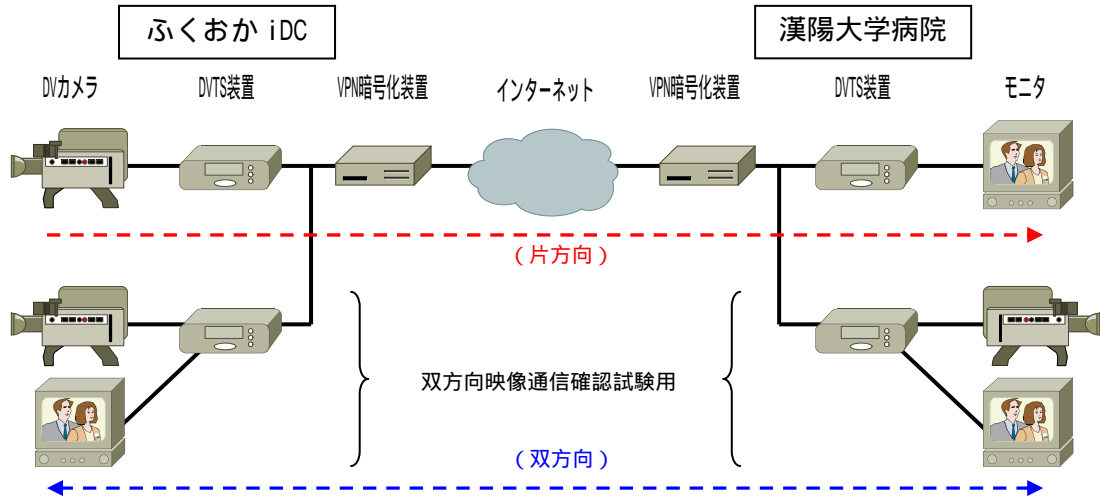 ふくおか iDC
漢陽大学病院
DVカメラ
DVTS装置
VPN暗号化装置
インターネット
VPN暗号化装置
DVTS装置
モニタ
(片方向)
双方向映像通信確認試験用
(双方向)